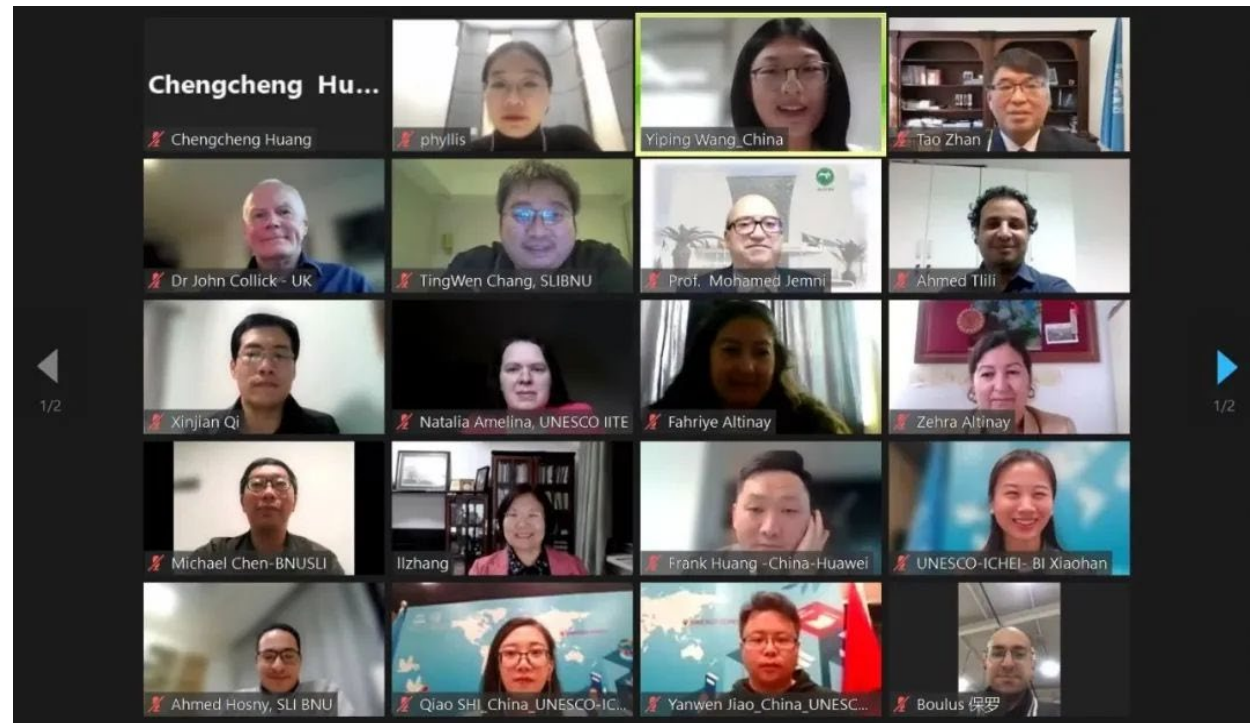 Chengcheng Hu...
Chengcheng Huang
phyllis
Yiping Wang_China
Tao Zhan
Dr John Collick - UK
TingWen Chang, SLIBNU
Prof. Mohamed Jemni
Ahmed Tlili
1/2
1/2
Xinjian Qi
Natalia Amelina, UNESCO IITE
Fahriye Altinay
Zehra Altinay
Michael Chen-BNUSLI
llzhang
Frank Huang -China-Huawei
UNESCO-ICHEI- BI Xiaohan
Ahmed Hosny, SLI BNU
Qiao SHI_China_UNESCO-IC...
Yanwen Jiao_China_UNESC...
Boulus 保罗